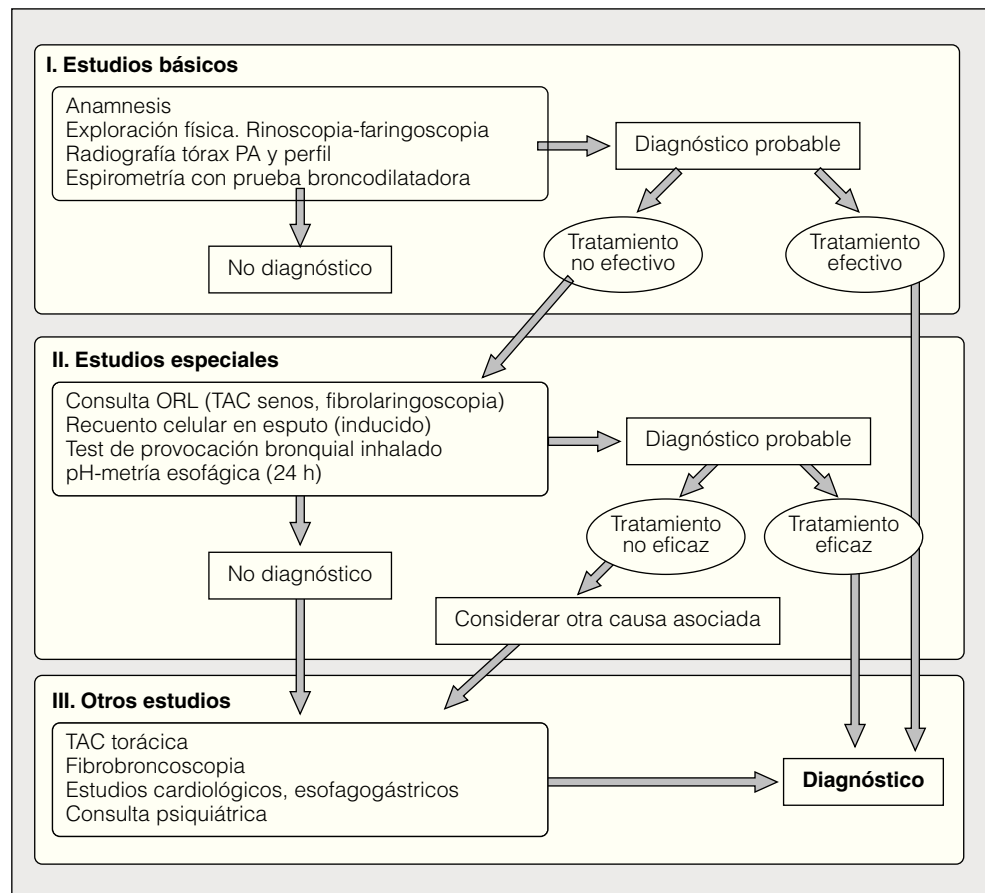 I. Estudios básicos
Anamnesis
Exploración física. Rinoscopia-faringoscopia
Radiografía tórax PA y perfil
Espirometría con prueba broncodilatadora
Diagnóstico probable
No diagnóstico
Tratamiento
no efectivo
Tratamiento
efectivo
II. Estudios especiales
Consulta ORL (TAC senos, fibrolaringoscopia)
Recuento celular en esputo (inducido)
Test de provocación bronquial inhalado
pH-metría esofágica (24 h)
Diagnóstico probable
Tratamiento
no eficaz
Tratamiento
eficaz
No diagnóstico
Considerar otra causa asociada
III. Otros estudios
TAC torácica
Fibrobroncoscopia
Estudios cardiológicos, esofagogástricos
Consulta psiquiátrica
Diagnóstico